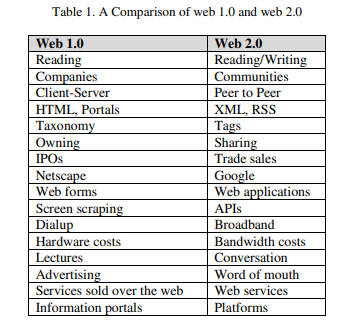 Table 1. A Comparison of web 1.0 and web 2.0
Web 1.0 Web 2.0
Reading Reading/Writing
Companies Communities
Client-Server Peer to Peer
HTML, Portals XML, RSS
Taxonomy Tags
Owning Sharing
IPOs Trade sales
Netscape Google
Web forms Web applications
Screen scraping APIs
Dialup Broadband
Hardware costs Bandwidth costs
Lectures Conversation
Advertising Word of mouth
Services sold over the web Web services
Information portals Platforms